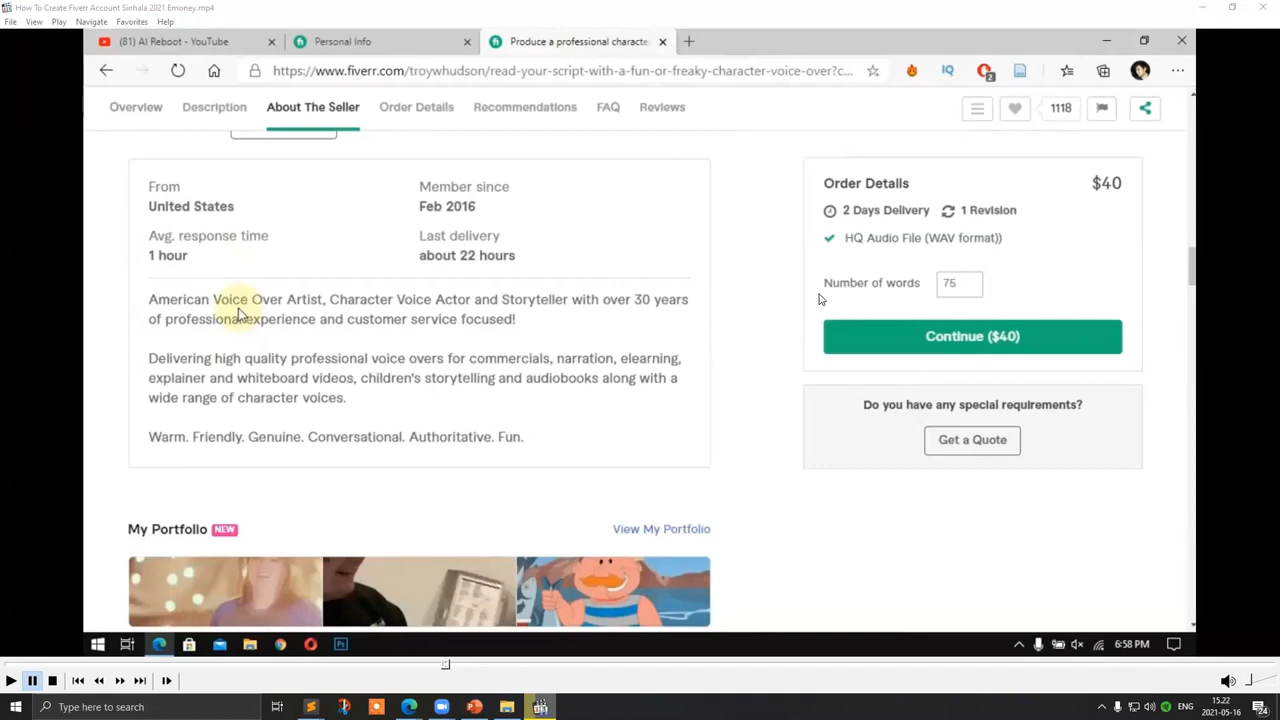 How To Create Fiverr Account Sinhala 2021 Emoney.mp4
File View Play Navigate Favorites Help
(81) AI Reboot - YouTube
Personal Info
Produce a professional characte
https://www.fiverr.com/troywhudson/read-your-script-with-a-fun-or-freaky-character-voice-over?c...
IQ
2
Overview Description About The Seller Order Details Recommendations FAQ Reviews
1118
From
United States
Member since
Feb 2016
Avg. response time
1 hour
Last delivery
about 22 hours
American Voice Over Artist, Character Voice Actor and Storyteller with over 30 years
of professional experience and customer service focused!
Delivering high quality professional voice overs for commercials, narration, elearning,
explainer and whiteboard videos, children's storytelling and audiobooks along with a
wide range of character voices.
Warm. Friendly. Genuine. Conversational. Authoritative. Fun.
Order Details $40
2 Days Delivery 1 Revision
HQ Audio File (WAV format))
Number of words 75
Continue ($40)
Do you have any special requirements?
Get a Quote
My Portfolio NEW
View My Portfolio
Ps
6:58 PM
Type here to search
ENG
15.22
2021-05-16
24